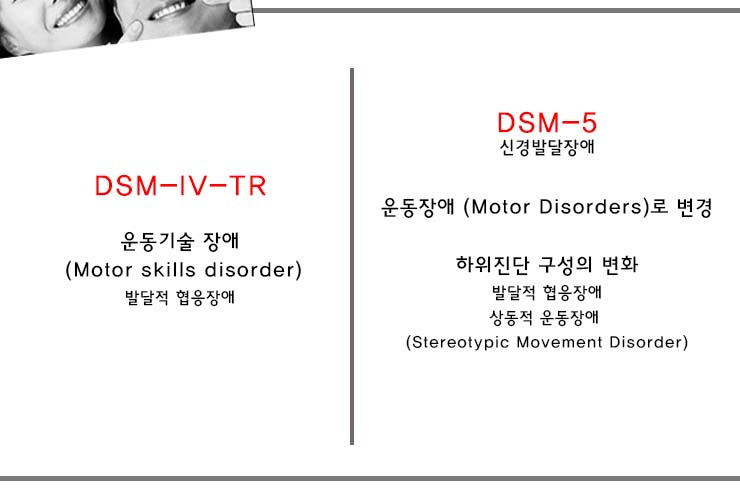 DSM-IV-TR
운동기술 장애
(Motor skills disorder)
발달적 협응장애
DSM-5
신경발달장애
운동장애 (Motor Disorders)로 변경
하위진단 구성의 변화
발달적 협응장애
상동적 운동장애
(Stereotypic Movement Disorder)